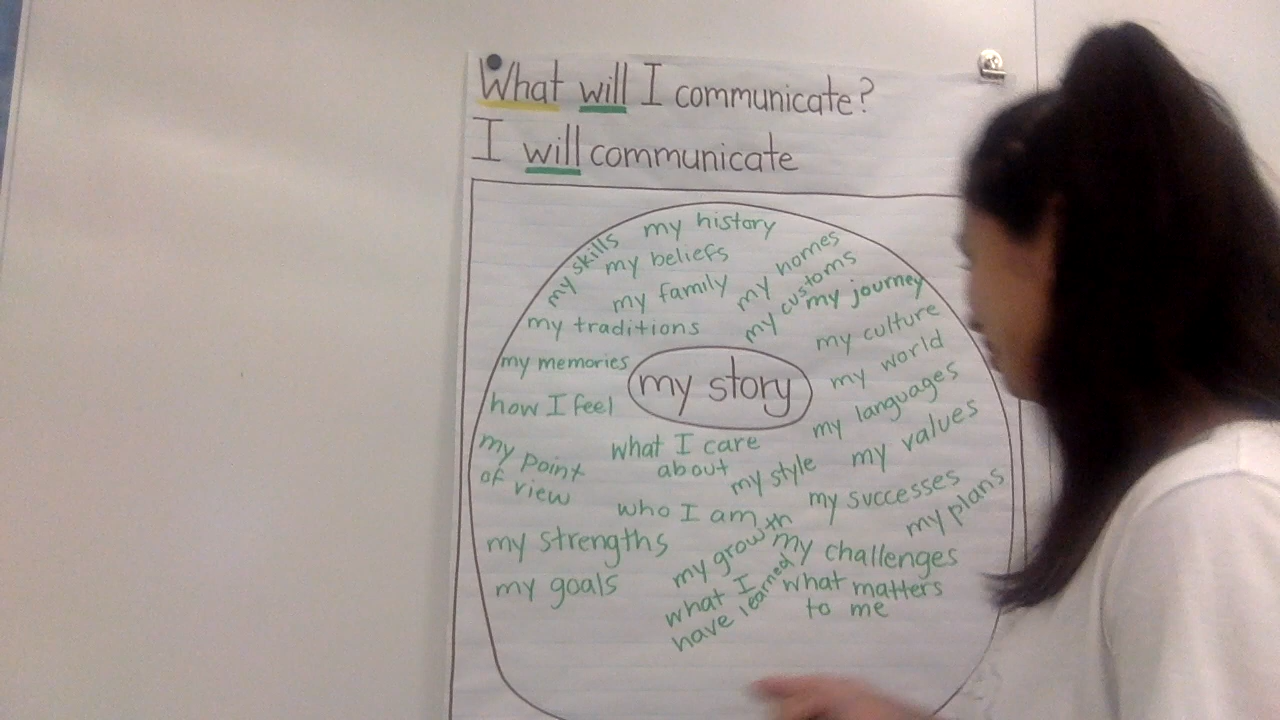 What will I communicate?
I will communicate
my history
my skills
my beliefs
my homes
my family
my customs
my journey
my traditions
my culture
my memories
my world
my story
how I feel
my languages
my values
what I care
about
my point
of view
my style
my successes
my plans
who I am
my strengths
my growth
my challenges
my goals
what I
have learned
what matters
to me